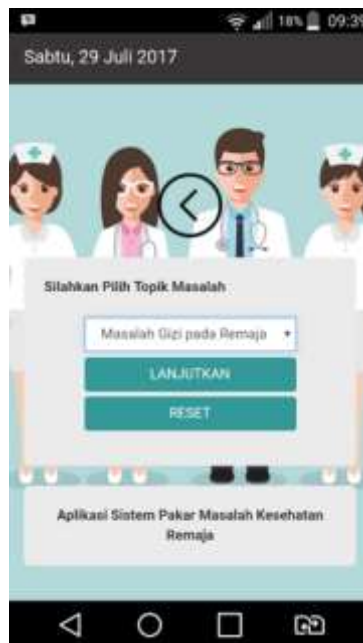 18% 09:39
Sabtu, 29 Juli 2017
Silahkan Pilih Topik Masalah
Masalah Gizi pada Remaja
LANJUTKAN
RESET
Aplikasi Sistem Pakar Masalah Kesehatan
Remaja